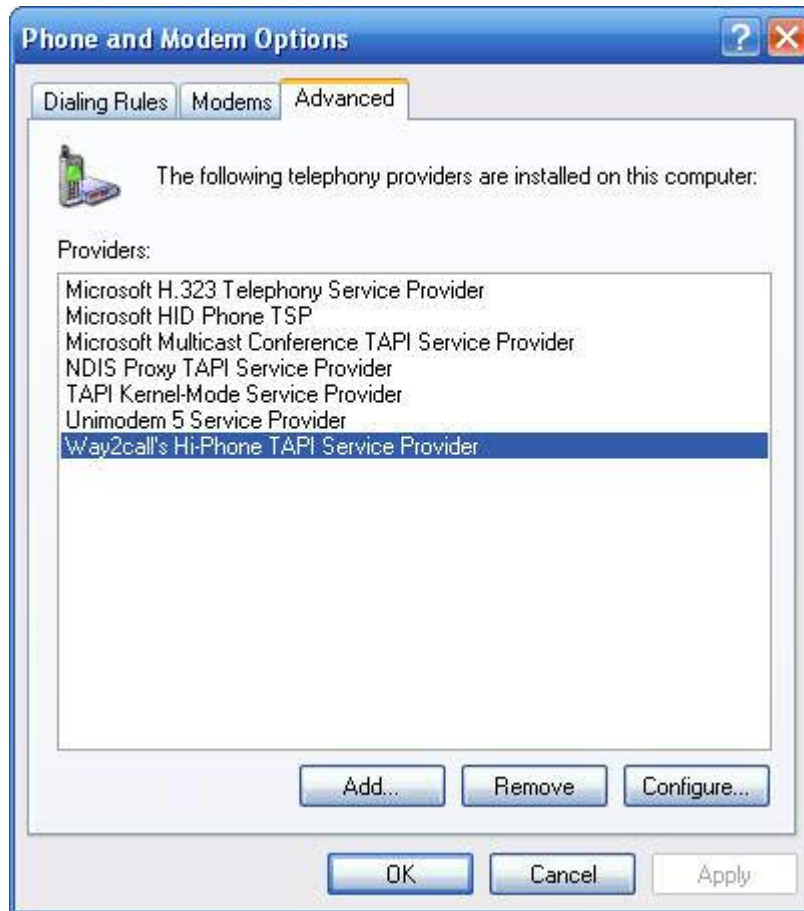 Phone and Modem Options
Dialing Rules Modems Advanced
The following telephony providers are installed on this computer:
Providers:
Microsoft H.323 Telephony Service Provider
Microsoft HID Phone TSP
Microsoft Multicast Conference TAPI Service Provider
NDIS Proxy TAPI Service Provider
TAPI Kernel-Mode Service Provider
Unimodem 5 Service Provider
Way2call's Hi-Phone TAPI Service Provider
Add... Remove Configure...
OK Cancel Apply